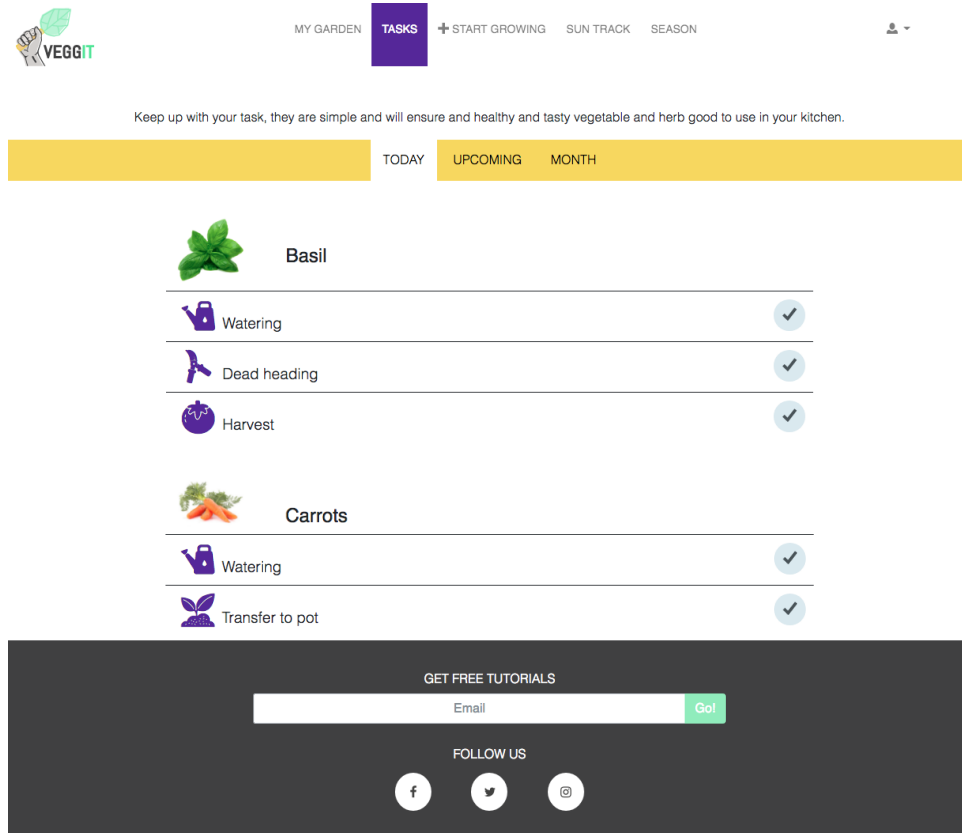 VEGGIT
MY GARDEN TASKS START GROWING SUN TRACK SEASON
Keep up with your task, they are simple and will ensure and healthy and tasty vegetable and herb good to use in your kitchen.
TODAY UPCOMING MONTH
Basil
Watering
Dead heading
Harvest
Carrots
Watering
Transfer to pot
GET FREE TUTORIALS
Email Go!
FOLLOW US